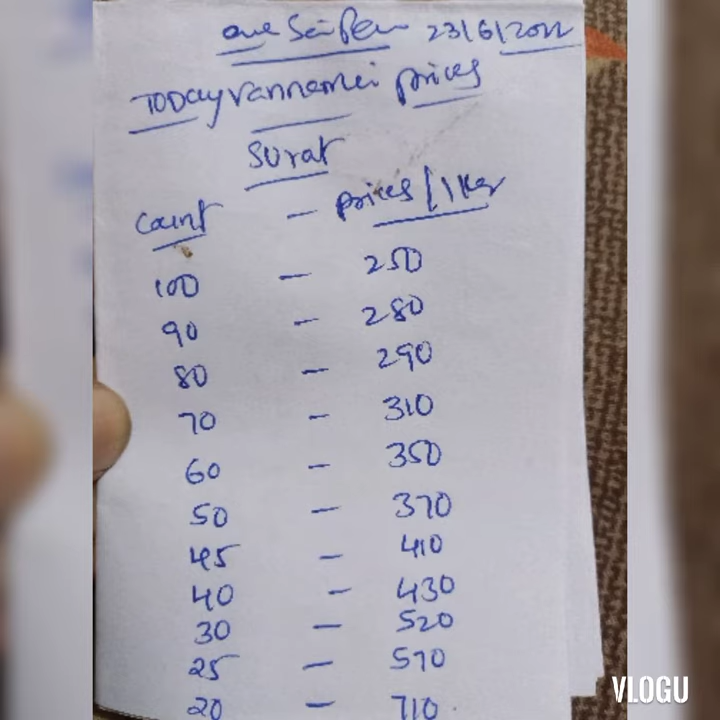 23/6/2022
TODay vannamei prices
Surat
Count - prices/1Kg
100 - 250
90 - 280
80 - 290
70 - 310
60 - 350
50 - 370
45 - 410
40 - 430
30 - 520
25 - 570
20 - 710.
VLOGU